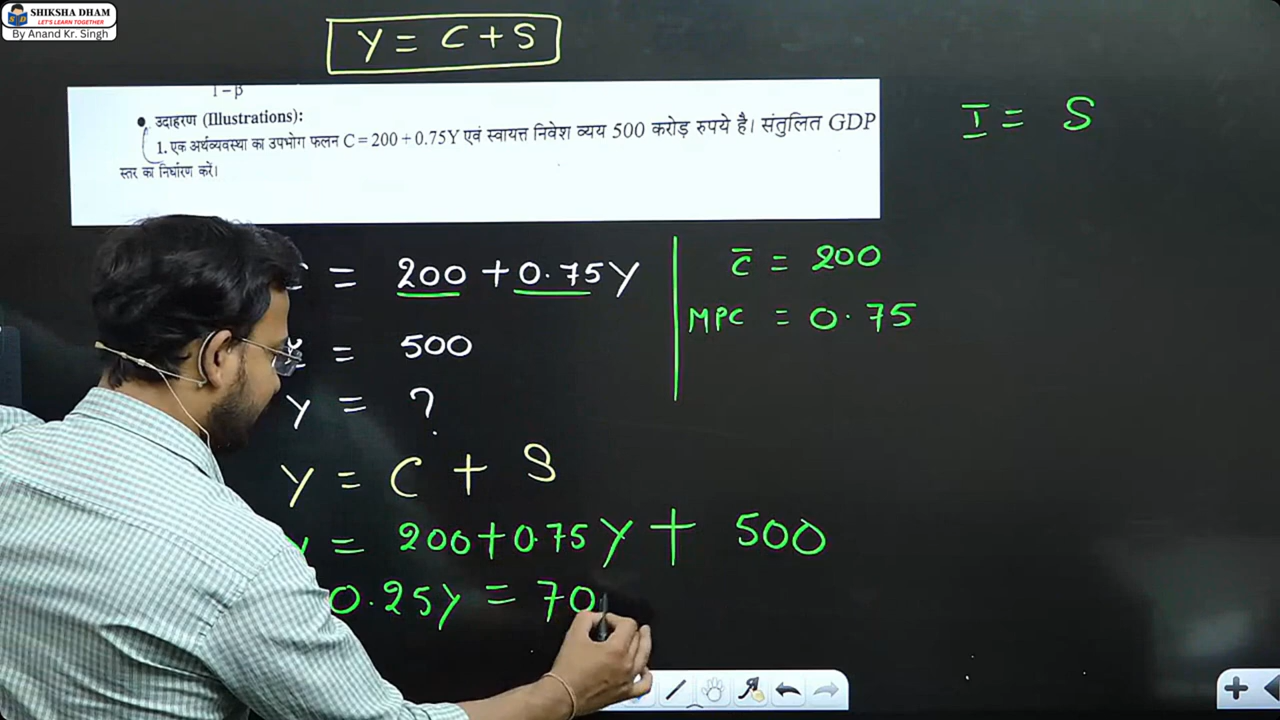 SHIKSHA DHAM
LET'S LEARN TOGETHER
By Anand Kr. Singh
Y = C + S
1-β
• उदाहरण (Illustrations):
1. एक अर्थव्यवस्था का उपभोग फलन C = 200 + 0.75Y एवं स्वायत्त निवेश व्यय 500 करोड़ रुपये है। संतुलित GDP
स्तर का निर्धारण करें।
I = S
= 200 + 0.75Y
= 500
Y = ?
Y = C + S
= 200 + 0.75Y + 500
0.25Y = 70
C̄ = 200
MPC = 0.75